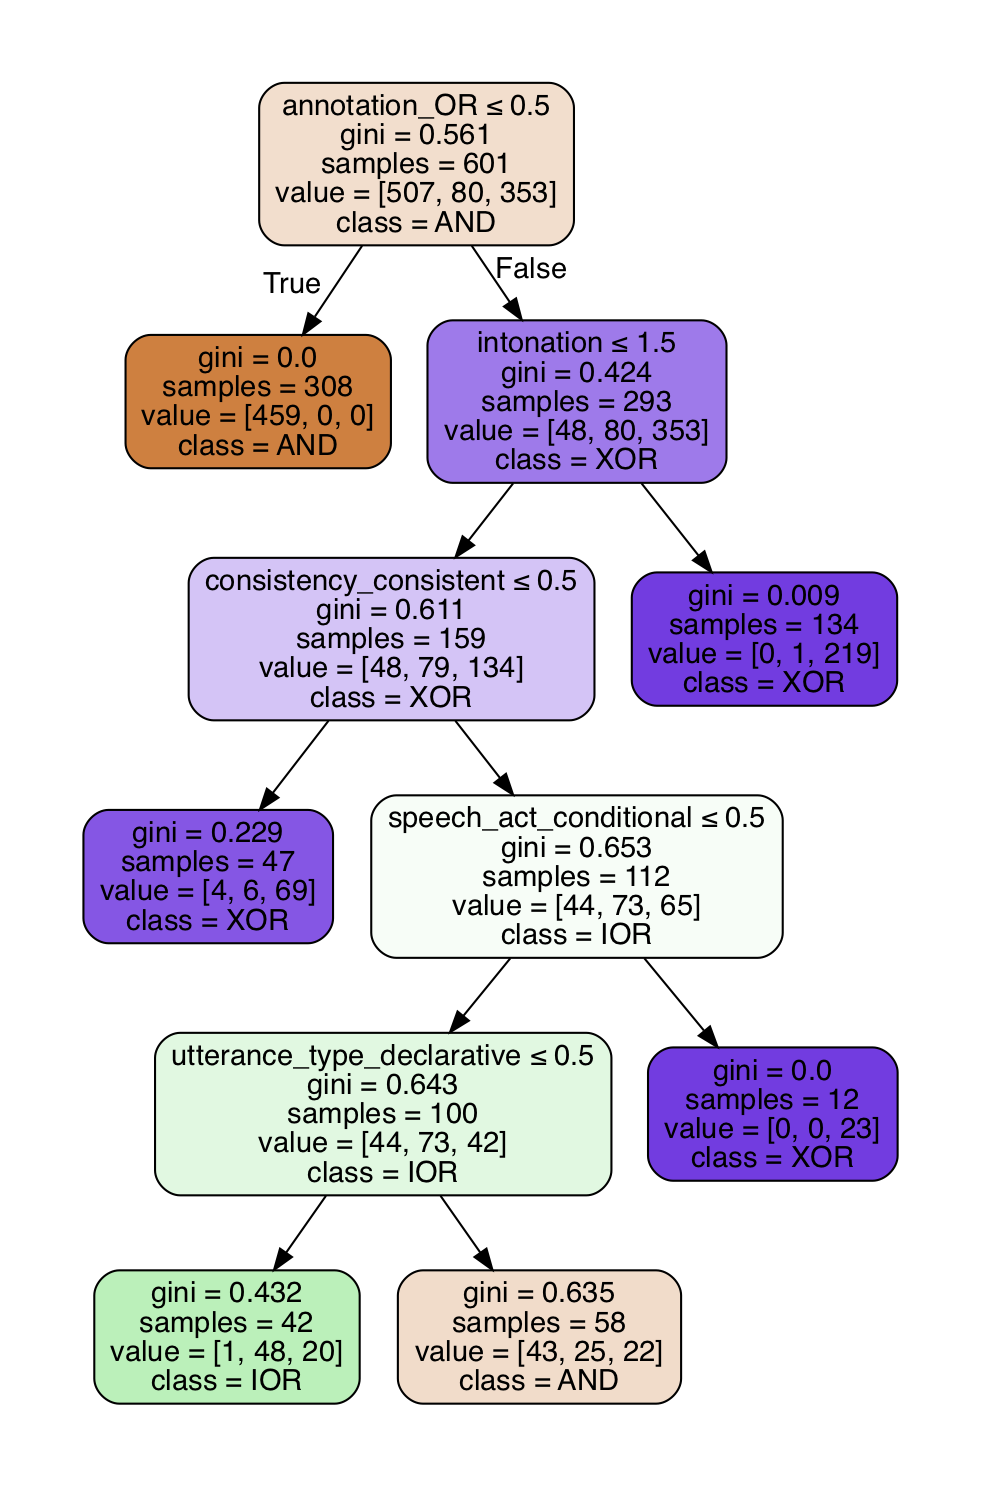 annotation_OR ≤ 0.5
gini = 0.561
samples = 601
value = [507, 80, 353]
class = AND
True
False
gini = 0.0
samples = 308
value = [459, 0, 0]
class = AND
intonation ≤ 1.5
gini = 0.424
samples = 293
value = [48, 80, 353]
class = XOR
consistency_consistent ≤ 0.5
gini = 0.611
samples = 159
value = [48, 79, 134]
class = XOR
gini = 0.009
samples = 134
value = [0, 1, 219]
class = XOR
gini = 0.229
samples = 47
value = [4, 6, 69]
class = XOR
speech_act_conditional ≤ 0.5
gini = 0.653
samples = 112
value = [44, 73, 65]
class = IOR
utterance_type_declarative ≤ 0.5
gini = 0.643
samples = 100
value = [44, 73, 42]
class = IOR
gini = 0.0
samples = 12
value = [0, 0, 23]
class = XOR
gini = 0.432
samples = 42
value = [1, 48, 20]
class = IOR
gini = 0.635
samples = 58
value = [43, 25, 22]
class = AND